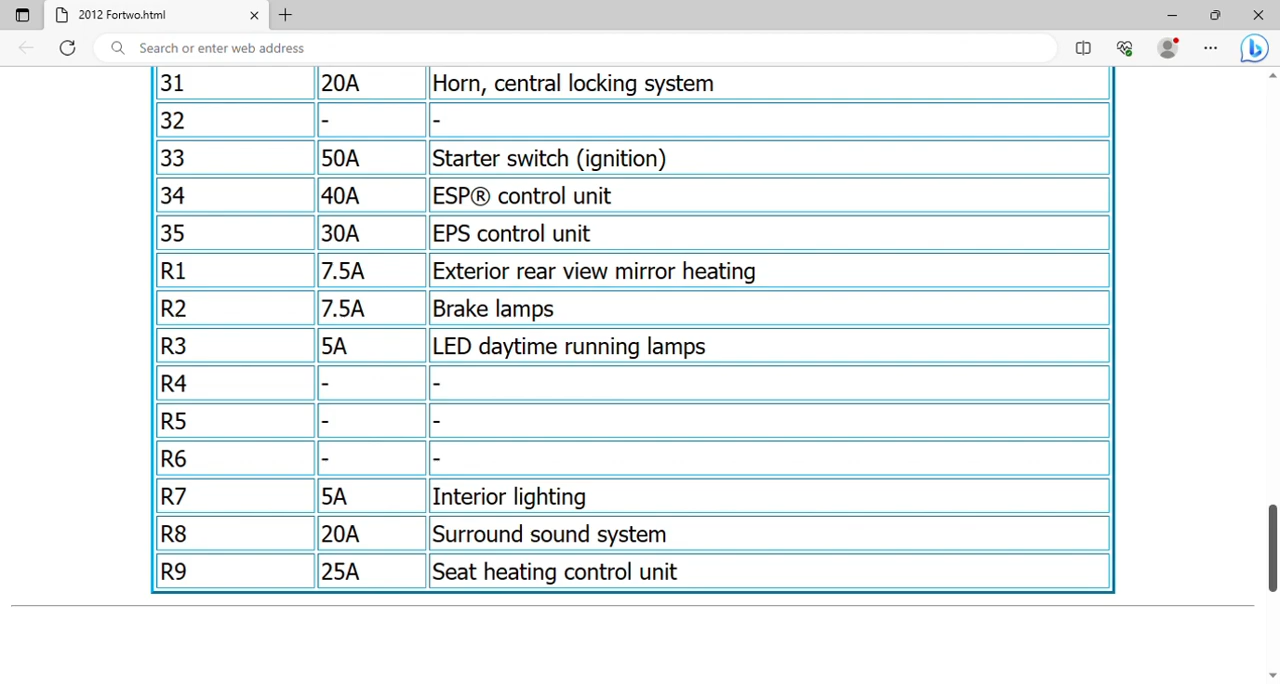 2012 Fortwo.html
Search or enter web address
31 20A Horn, central locking system
32 - -
33 50A Starter switch (ignition)
34 40A ESP® control unit
35 30A EPS control unit
R1 7.5A Exterior rear view mirror heating
R2 7.5A Brake lamps
R3 5A LED daytime running lamps
R4 - -
R5 - -
R6 - -
R7 5A Interior lighting
R8 20A Surround sound system
R9 25A Seat heating control unit